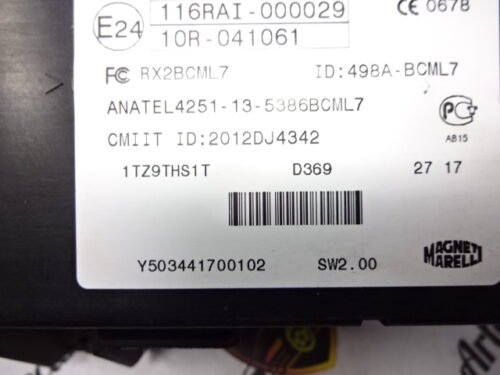 E24 116RAI-000029 CE 0678
10R-041061
FC RX2BCML7 ID:498A-BCML7
ANATEL4251-13-5386BCML7
CMIIT ID:2012DJ4342
AB15
1TZ9THS1T D369 27 17
MAGNETI
MARELLI
Y503441700102 SW2.00